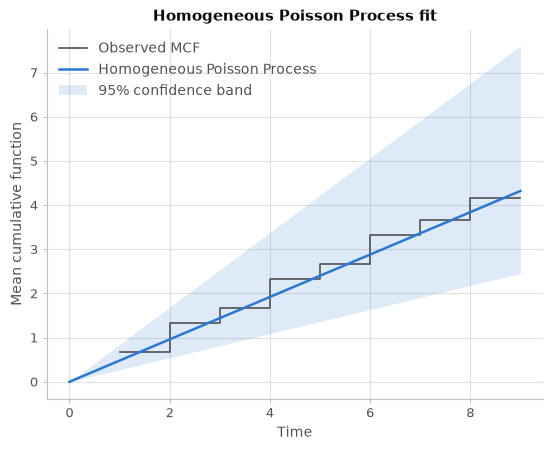 Homogeneous Poisson Process fit
Observed MCF
Homogeneous Poisson Process
95% confidence band
Mean cumulative function
7
6
5
4
3
2
1
0
0 2 4 6 8
Time